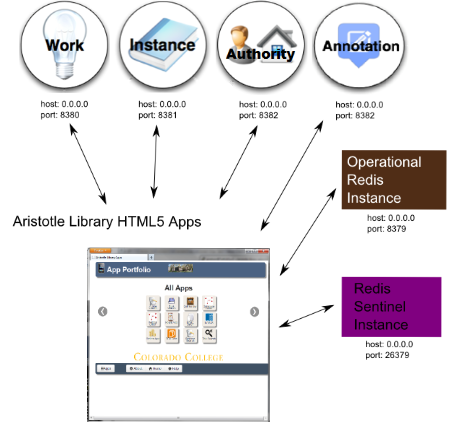 Work
Instance
Authority
Annotation
host: 0.0.0.0
port: 8380
host: 0.0.0.0
port: 8381
host: 0.0.0.0
port: 8382
host: 0.0.0.0
port: 8382
Operational
Redis
Instance
host: 0.0.0.0
port: 8379
Aristotle Library HTML5 Apps
App Portfolio
All Apps
COLORADO COLLEGE
Redis
Sentinel
Instance
host: 0.0.0.0
port: 26379